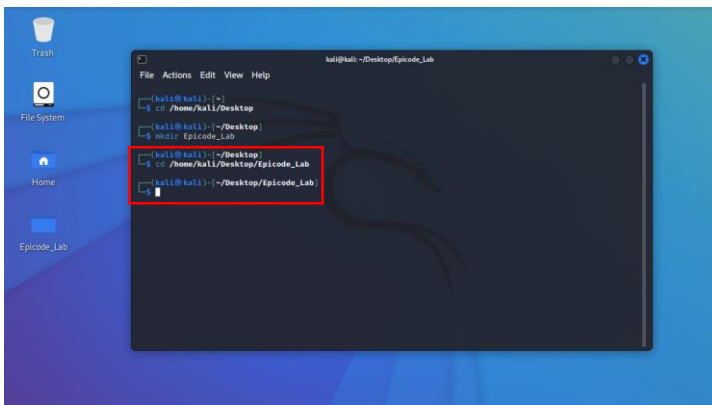 Trash
File System
Home
Epicode_Lab
kali@kali: ~/Desktop/Epicode_Lab
File Actions Edit View Help
┌──(kali㉿kali)-[~]
└─$ cd /home/kali/Desktop
┌──(kali㉿kali)-[~/Desktop]
└─$ mkdir Epicode_Lab
┌──(kali㉿kali)-[~/Desktop]
└─$ cd /home/kali/Desktop/Epicode_Lab
┌──(kali㉿kali)-[~/Desktop/Epicode_Lab]
└─$